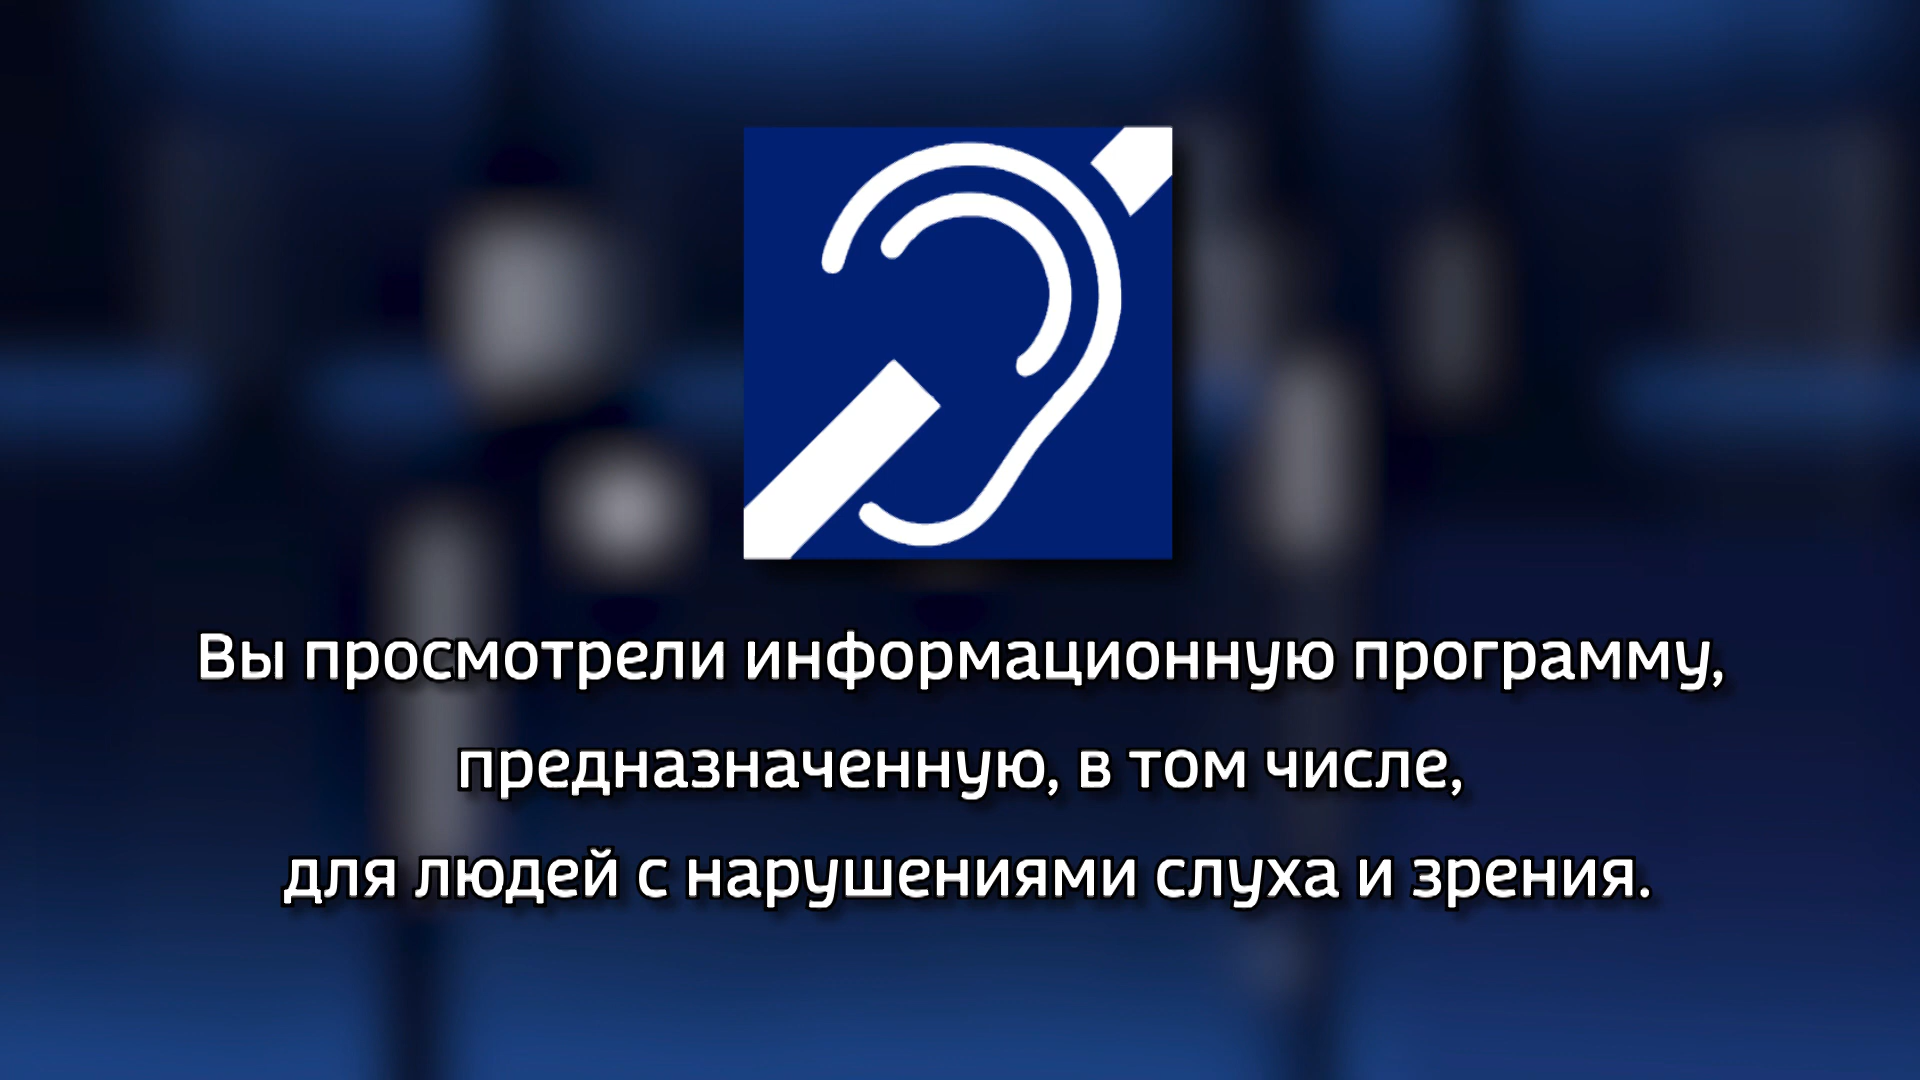 Вы просмотрели информационную программу,
предназначенную, в том числе,
для людей с нарушениями слуха и зрения.